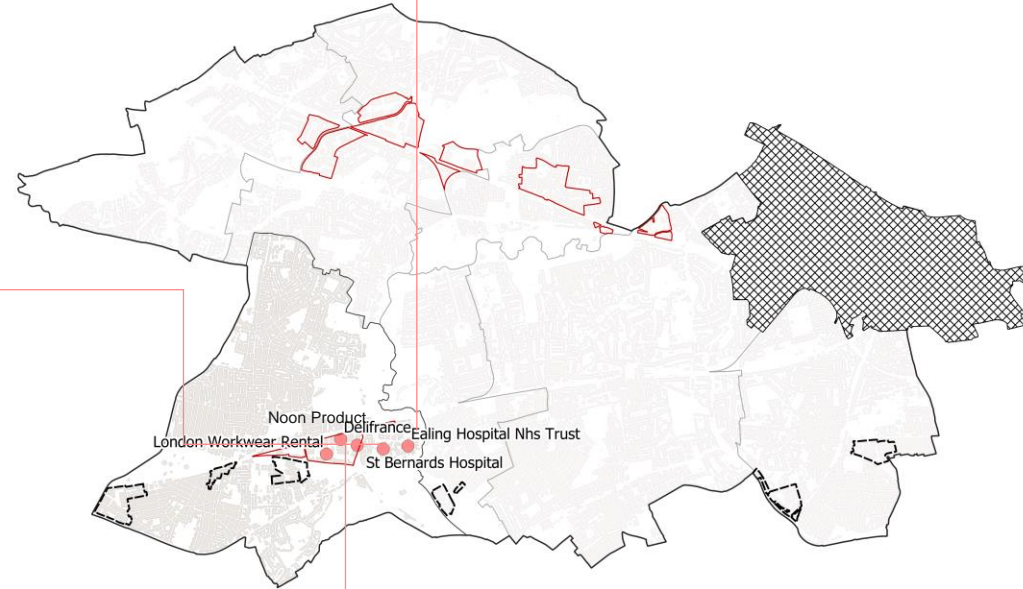 Noon Product
Delifrance
Ealing Hospital Nhs Trust
London Workwear Rental
St Bernards Hospital